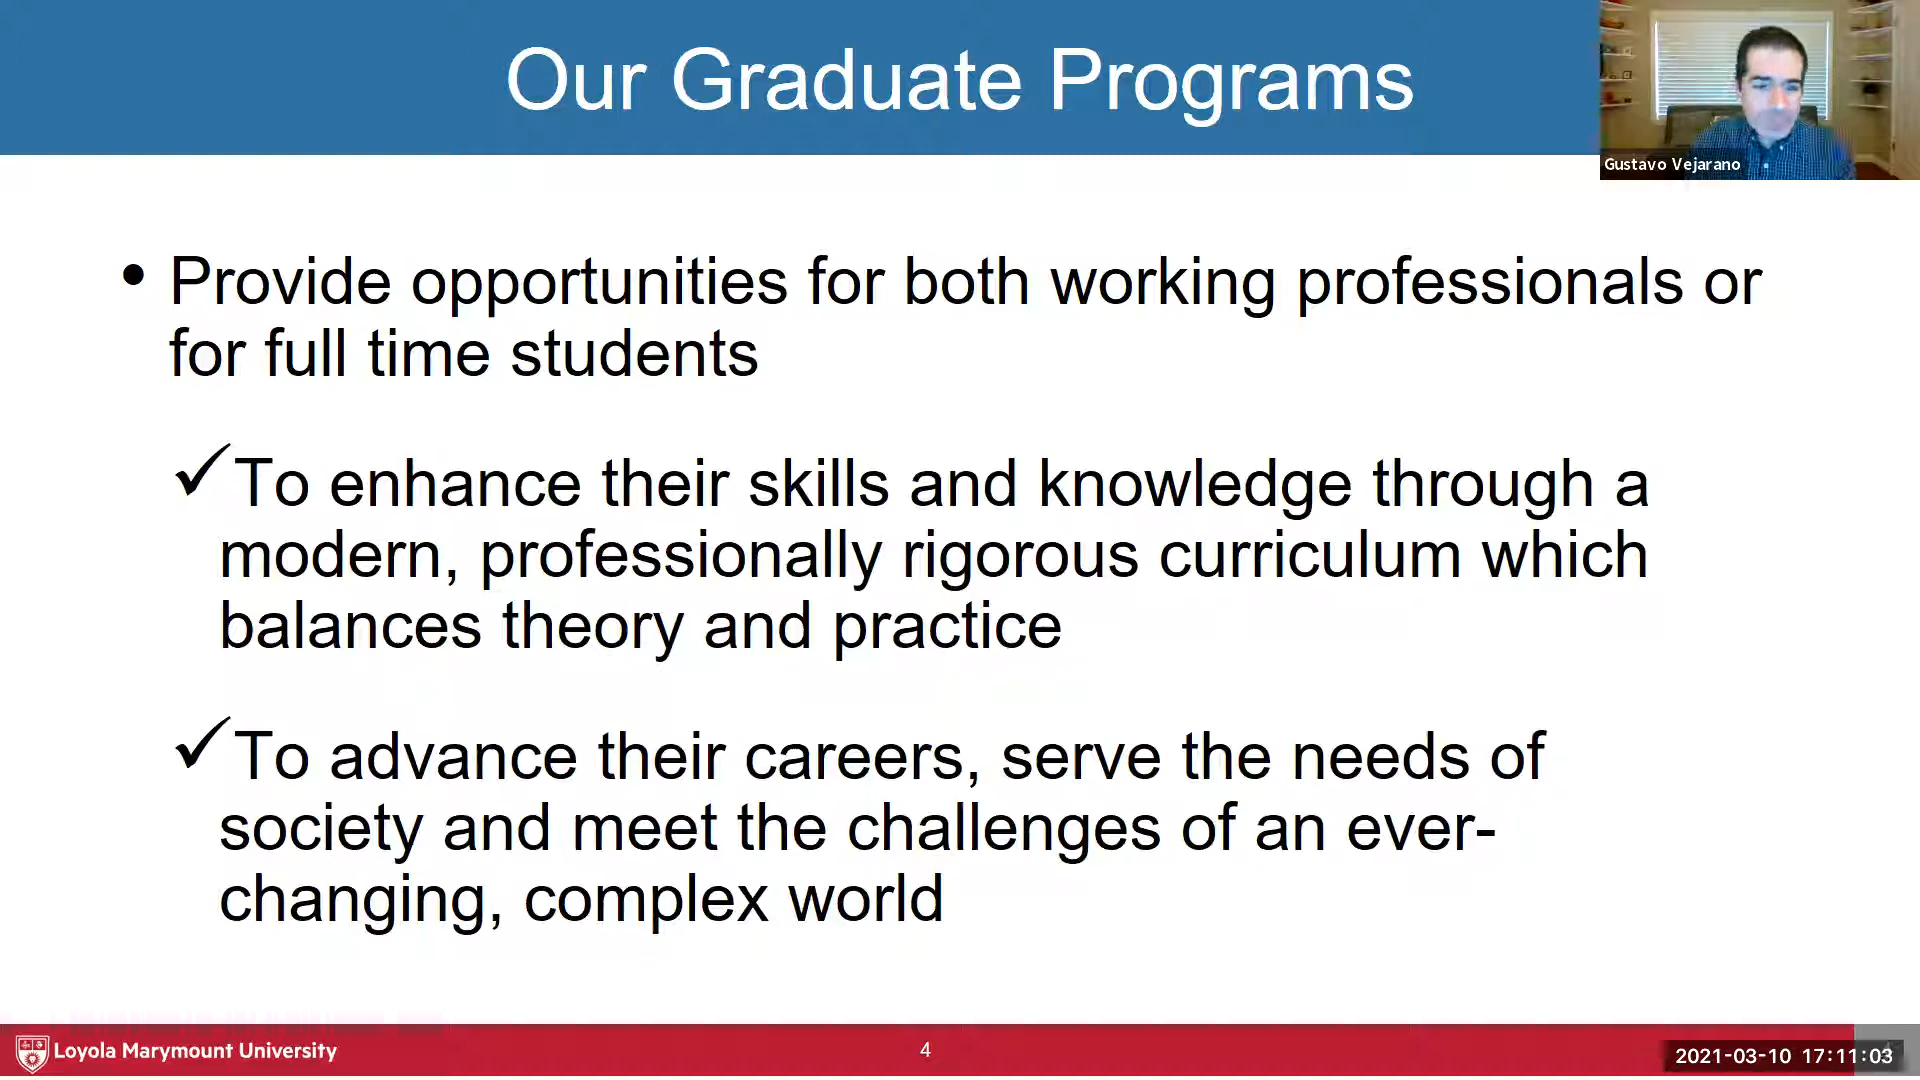 Our Graduate Programs
Gustavo Vejarano
• Provide opportunities for both working professionals or
for full time students
✓To enhance their skills and knowledge through a
modern, professionally rigorous curriculum which
balances theory and practice
✓To advance their careers, serve the needs of
society and meet the challenges of an ever-
changing, complex world
Loyola Marymount University
4
2021-03-10 17:11:03